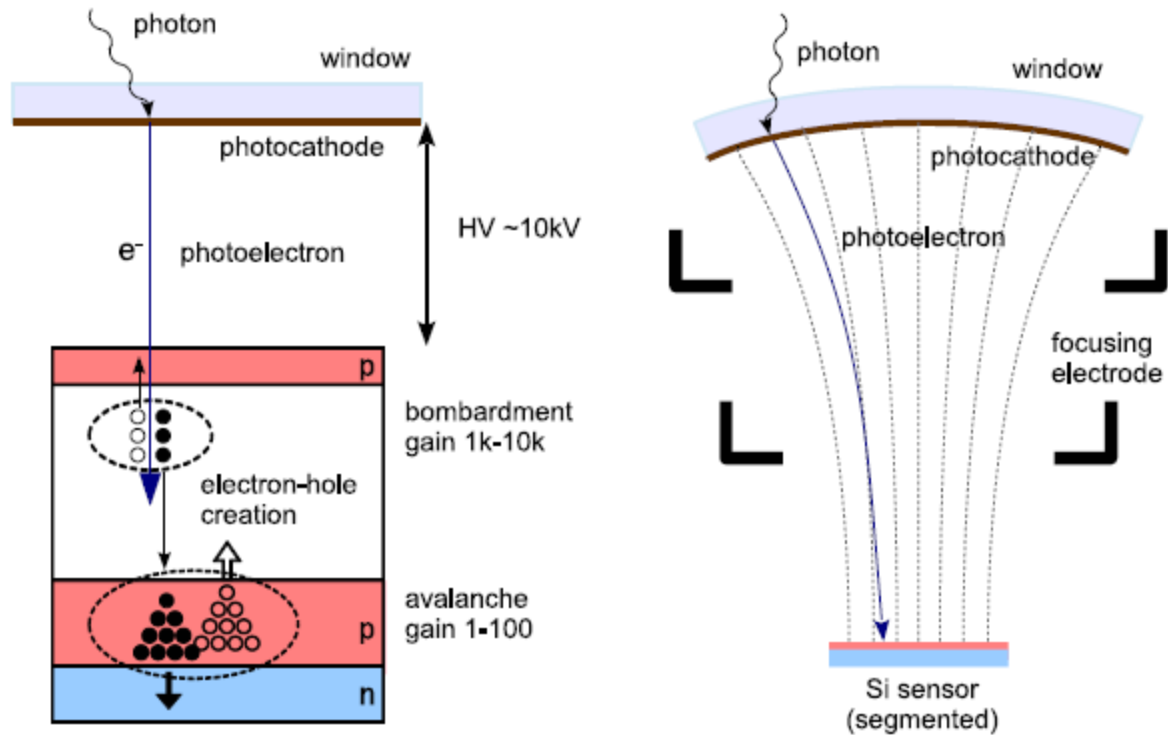 photon
window
photocathode
HV ~10kV
e⁻
photoelectron
p
bombardment
gain 1k-10k
electron-hole
creation
avalanche
gain 1-100
p
n
photon
window
photocathode
photoelectron
focusing
electrode
Si sensor
(segmented)